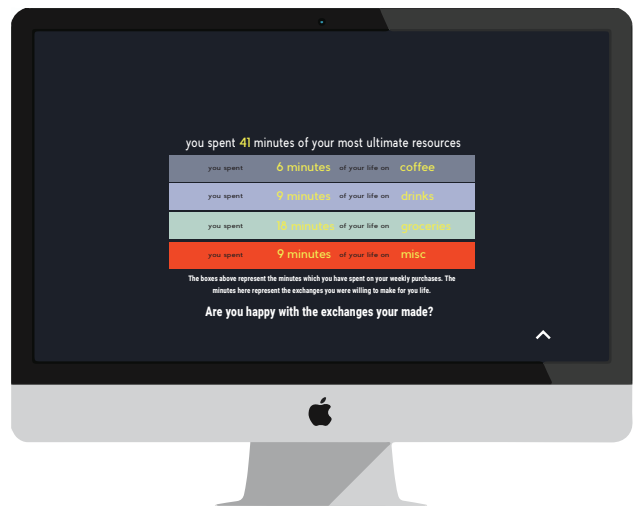 you spent 41 minutes of your most ultimate resources
you spent 6 minutes of your life on coffee
you spent 9 minutes of your life on drinks
you spent 18 minutes of your life on groceries
you spent 9 minutes of your life on misc
The boxes above represent the minutes which you have spent on your weekly purchases. The
minutes here represent the exchanges you were willing to make for you life.
Are you happy with the exchanges your made?